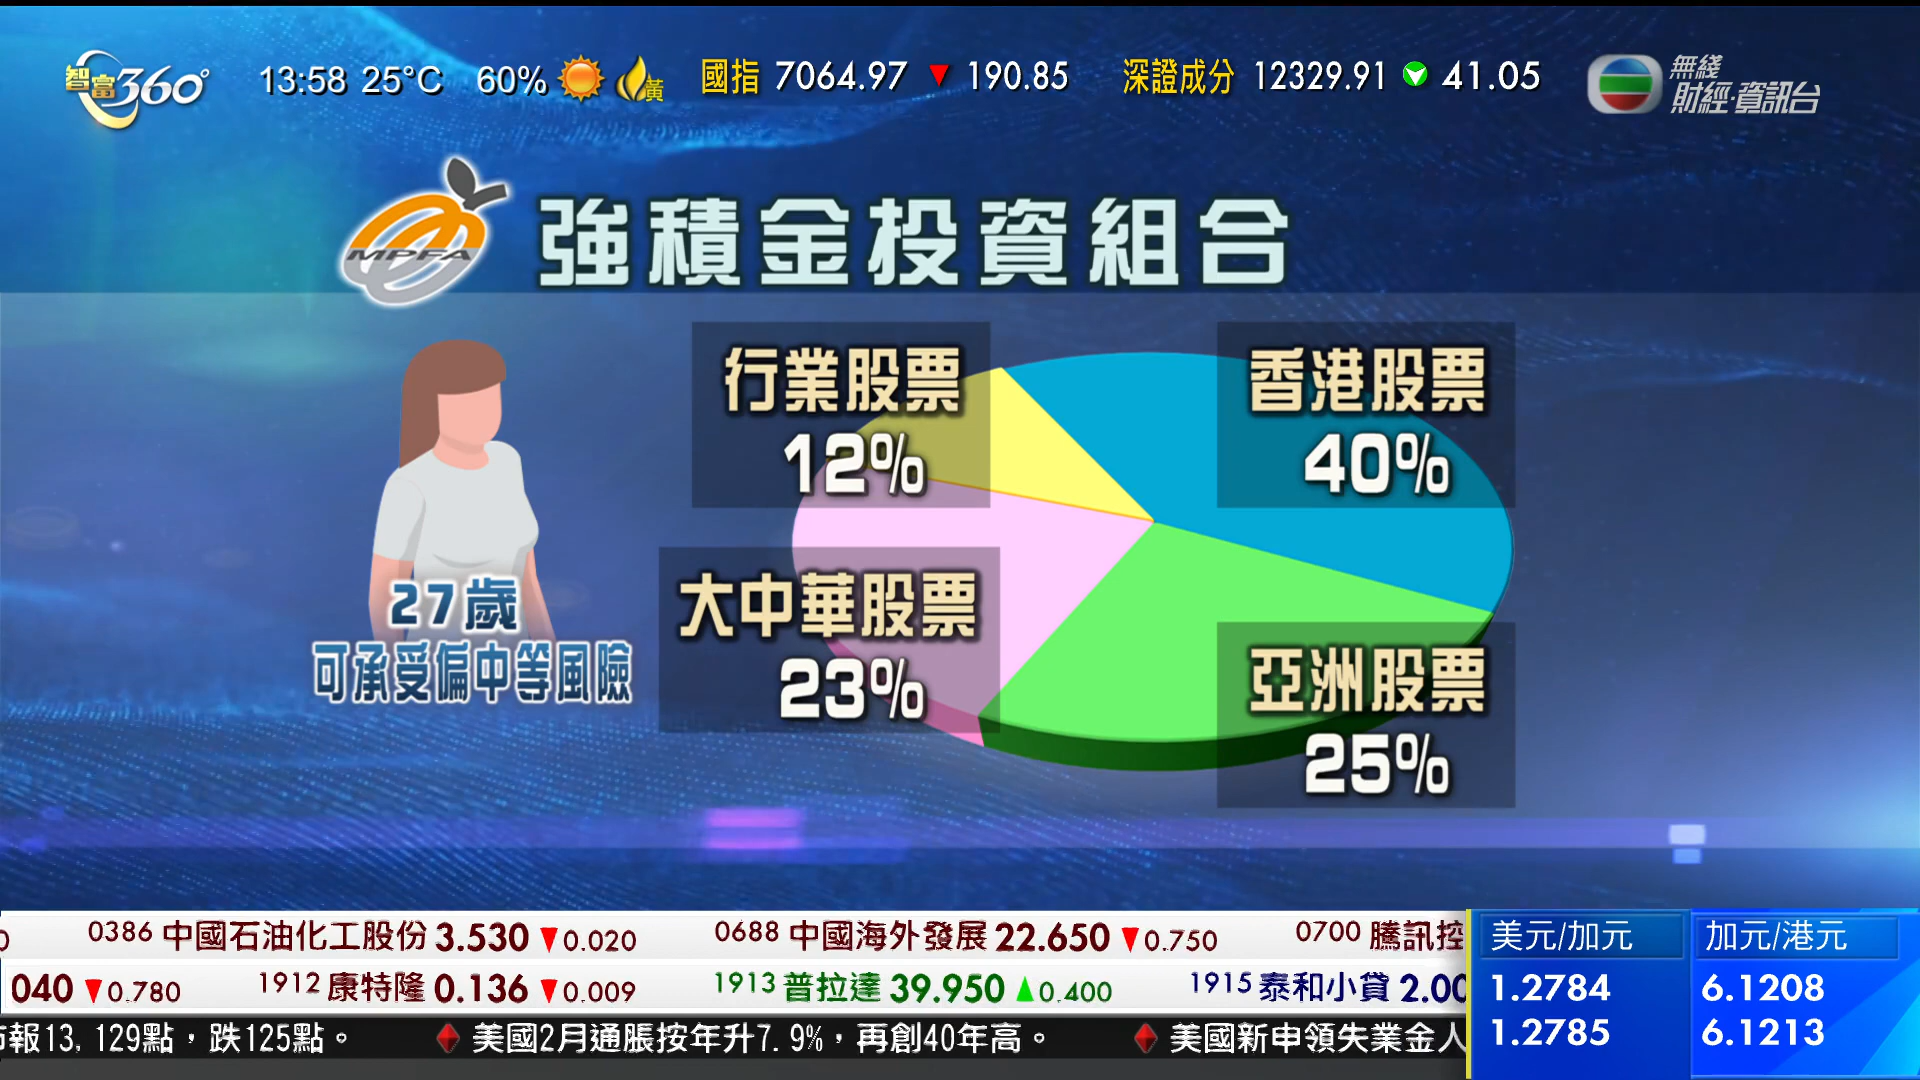 智富360°
13:58 25°C 60% 黃 國指 7064.97 ▼ 190.85 深證成分 12329.91 41.05
無綫
財經·資訊台
MPFA
強積金投資組合
行業股票
12%
香港股票
40%
大中華股票
23%
亞洲股票
25%
27歲
可承受偏中等風險
0386 中國石油化工股份 3.530 ▼0.020 0688 中國海外發展 22.650 ▼0.750 0700 騰訊控
040 ▼0.780 1912 康特隆 0.136 ▼0.009 1913 普拉達 39.950 ▲0.400 1915 泰和小貸 2.00
報13,129點，跌125點。 美國2月通脹按年升7.9%，再創40年高。 美國新申領失業金人
美元/加元
1.2784
1.2785
加元/港元
6.1208
6.1213